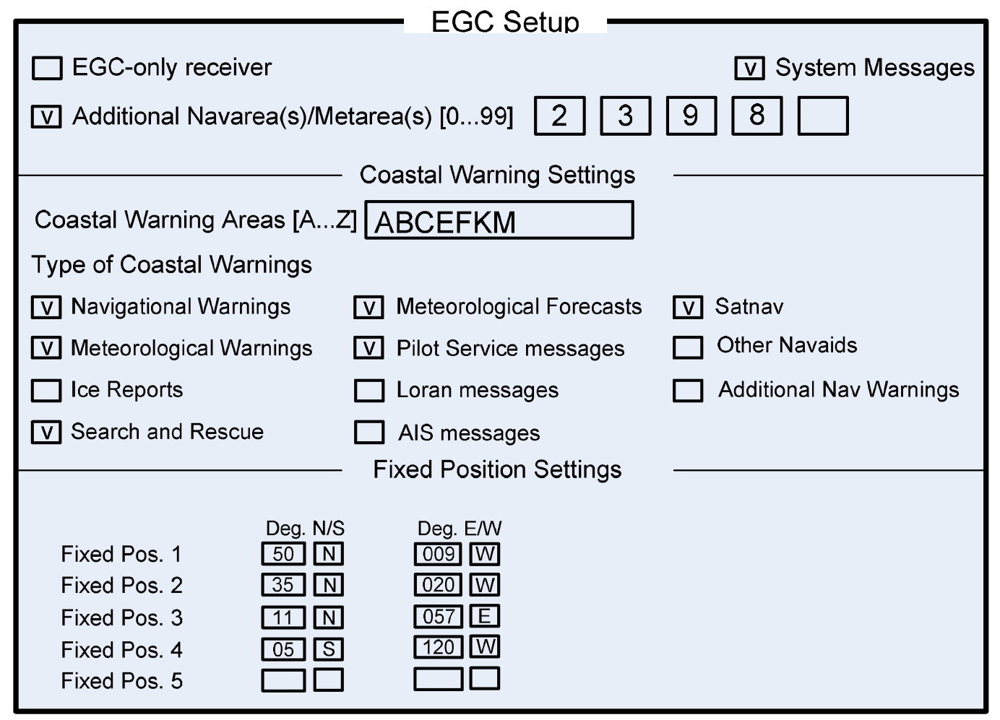 EGC Setup
EGC-only receiver
V System Messages
V Additional Navarea(s)/Metarea(s) [0...99] 2 3 9 8
Coastal Warning Settings
Coastal Warning Areas [A...Z] ABCEFKM
Type of Coastal Warnings
V Navigational Warnings V Meteorological Forecasts V Satnav
V Meteorological Warnings V Pilot Service messages Other Navaids
Ice Reports Loran messages Additional Nav Warnings
V Search and Rescue AIS messages
Fixed Position Settings
Deg. N/S Deg. E/W
Fixed Pos. 1 50 N 009 W
Fixed Pos. 2 35 N 020 W
Fixed Pos. 3 11 N 057 E
Fixed Pos. 4 05 S 120 W
Fixed Pos. 5